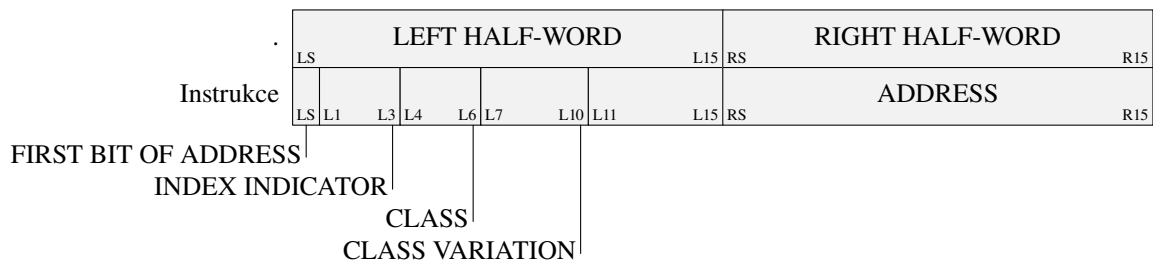 . LEFT HALF-WORD RIGHT HALF-WORD
LS L15 RS R15
Instrukce ADDRESS
LS L1 L3 L4 L6 L7 L10 L11 L15 RS R15
FIRST BIT OF ADDRESS
INDEX INDICATOR
CLASS
CLASS VARIATION